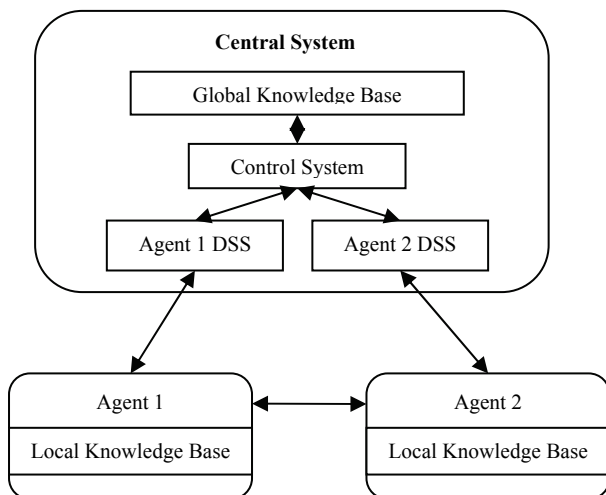 Central System
Global Knowledge Base
Control System
Agent 1 DSS
Agent 2 DSS
Agent 1
Agent 2
Local Knowledge Base
Local Knowledge Base